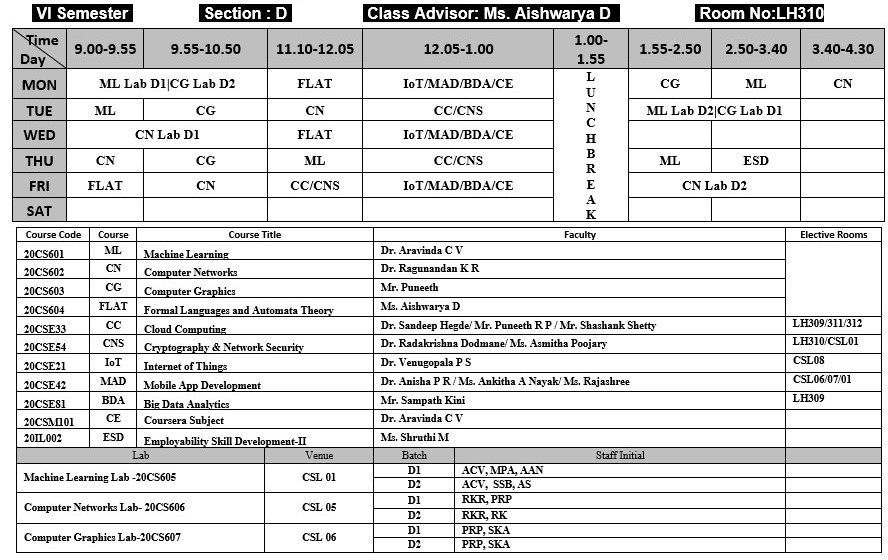 VI Semester Section : D Class Advisor: Ms. Aishwarya D Room No:LH310
Time Day 9.00-9.55 9.55-10.50 11.10-12.05 12.05-1.00 1.00-1.55 1.55-2.50 2.50-3.40 3.40-4.30
MON ML Lab D1|CG Lab D2 FLAT IoT/MAD/BDA/CE CG ML CN
TUE ML CG CN CC/CNS ML Lab D2|CG Lab D1
WED CN Lab D1 FLAT IoT/MAD/BDA/CE
THU CN CG ML CC/CNS ML ESD
FRI FLAT CN CC/CNS IoT/MAD/BDA/CE CN Lab D2
SAT
LUNCHBREAK
Course Code Course Course Title Faculty Elective Rooms
20CS601 ML Machine Learning Dr. Aravinda C V
20CS602 CN Computer Networks Dr. Ragunandan K R
20CS603 CG Computer Graphics Mr. Puneeth
20CS604 FLAT Formal Languages and Automata Theory Ms. Aishwarya D
20CSE33 CC Cloud Computing Dr. Sandeep Hegde/ Mr. Puneeth R P / Mr. Shashank Shetty LH309/311/312
20CSE54 CNS Cryptography & Network Security Dr. Radakrishna Dodmane/ Ms. Asmitha Poojary LH310/CSL01
20CSE21 IoT Internet of Things Dr. Venugopala P S CSL08
20CSE42 MAD Mobile App Development Dr. Anisha P R / Ms. Ankitha A Nayak/ Ms. Rajashree CSL06/07/01
20CSE81 BDA Big Data Analytics Mr. Sampath Kini LH309
20CSM101 CE Coursera Subject Dr. Aravinda C V
20IL002 ESD Employability Skill Development-II Ms. Shruthi M
Lab Venue Batch Staff Initial
Machine Learning Lab -20CS605 CSL 01 D1 ACV, MPA, AAN
D2 ACV, SSB, AS
Computer Networks Lab- 20CS606 CSL 05 D1 RKR, PRP
D2 RKR, RK
Computer Graphics Lab-20CS607 CSL 06 D1 PRP, SKA
D2 PRP, SKA